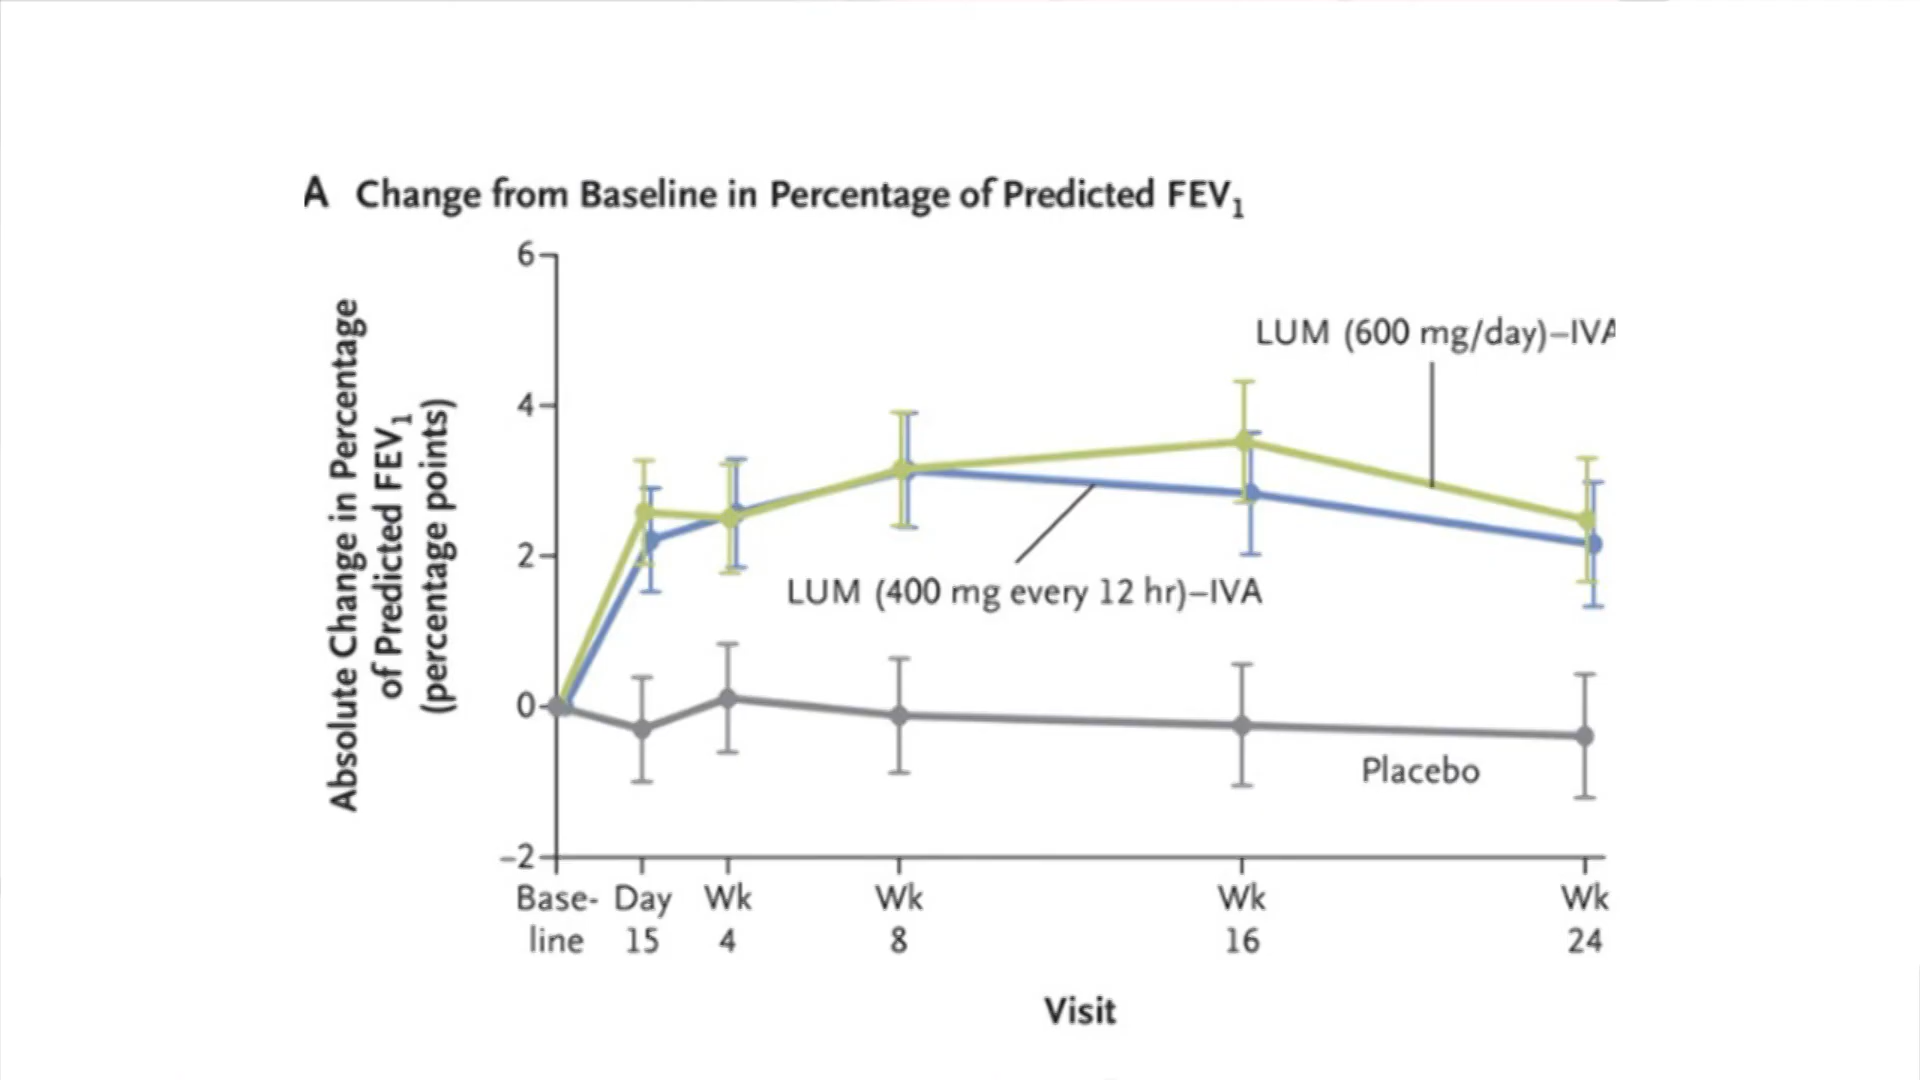 A Change from Baseline in Percentage of Predicted FEV₁
Absolute Change in Percentage
of Predicted FEV₁
(percentage points)
6
4
2
0
–2
LUM (600 mg/day)–IVA
LUM (400 mg every 12 hr)–IVA
Placebo
Base- Day Wk Wk Wk Wk
line 15 4 8 16 24
Visit